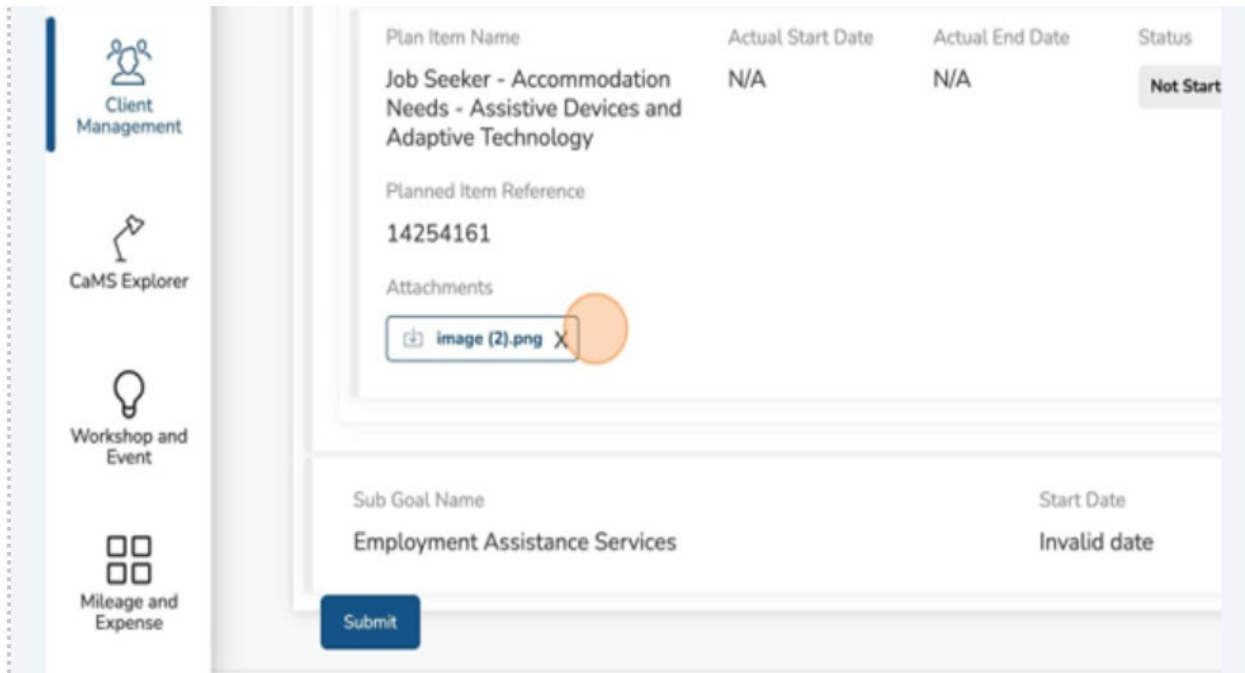 Client
Management
CaMS Explorer
Workshop and
Event
Mileage and
Expense
Plan Item Name
Actual Start Date
Actual End Date
Status
Job Seeker - Accommodation
Needs - Assistive Devices and
Adaptive Technology
N/A
N/A
Not Start
Planned Item Reference
14254161
Attachments
image (2).png X
Sub Goal Name
Start Date
Employment Assistance Services
Invalid date
Submit